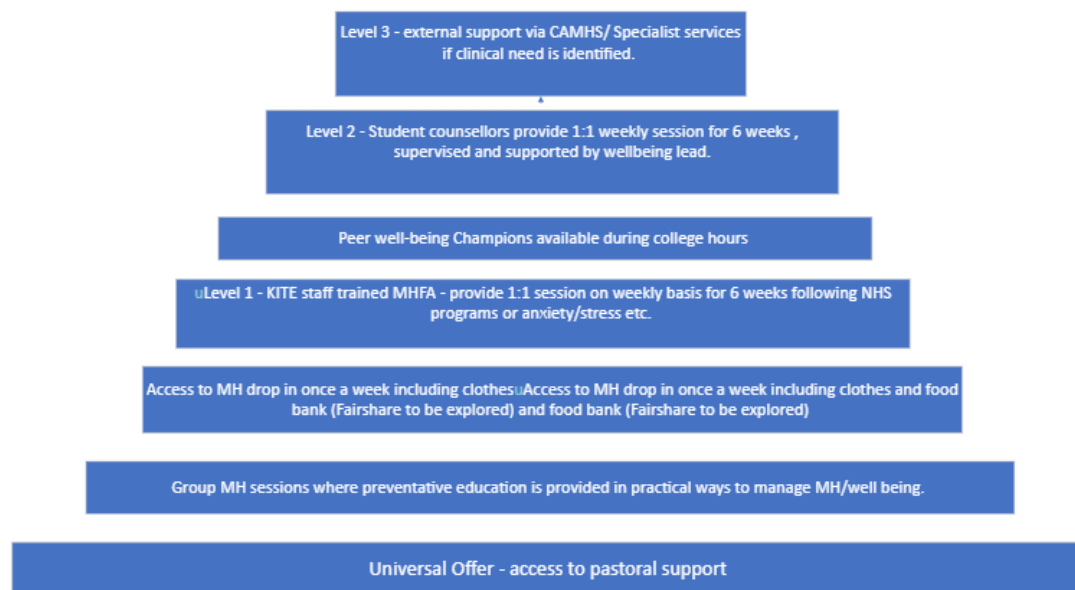 Level 3 - external support via CAMHS/ Specialist services
if clinical need is identified.
Level 2 - Student counsellors provide 1:1 weekly session for 6 weeks ,
supervised and supported by wellbeing lead.
Peer well-being Champions available during college hours
uLevel 1 - KITE staff trained MHFA - provide 1:1 session on weekly basis for 6 weeks following NHS
programs or anxiety/stress etc.
Access to MH drop in once a week including clothesuAccess to MH drop in once a week including clothes and food
bank (Fairshare to be explored) and food bank (Fairshare to be explored)
Group MH sessions where preventative education is provided in practical ways to manage MH/well being.
Universal Offer - access to pastoral support